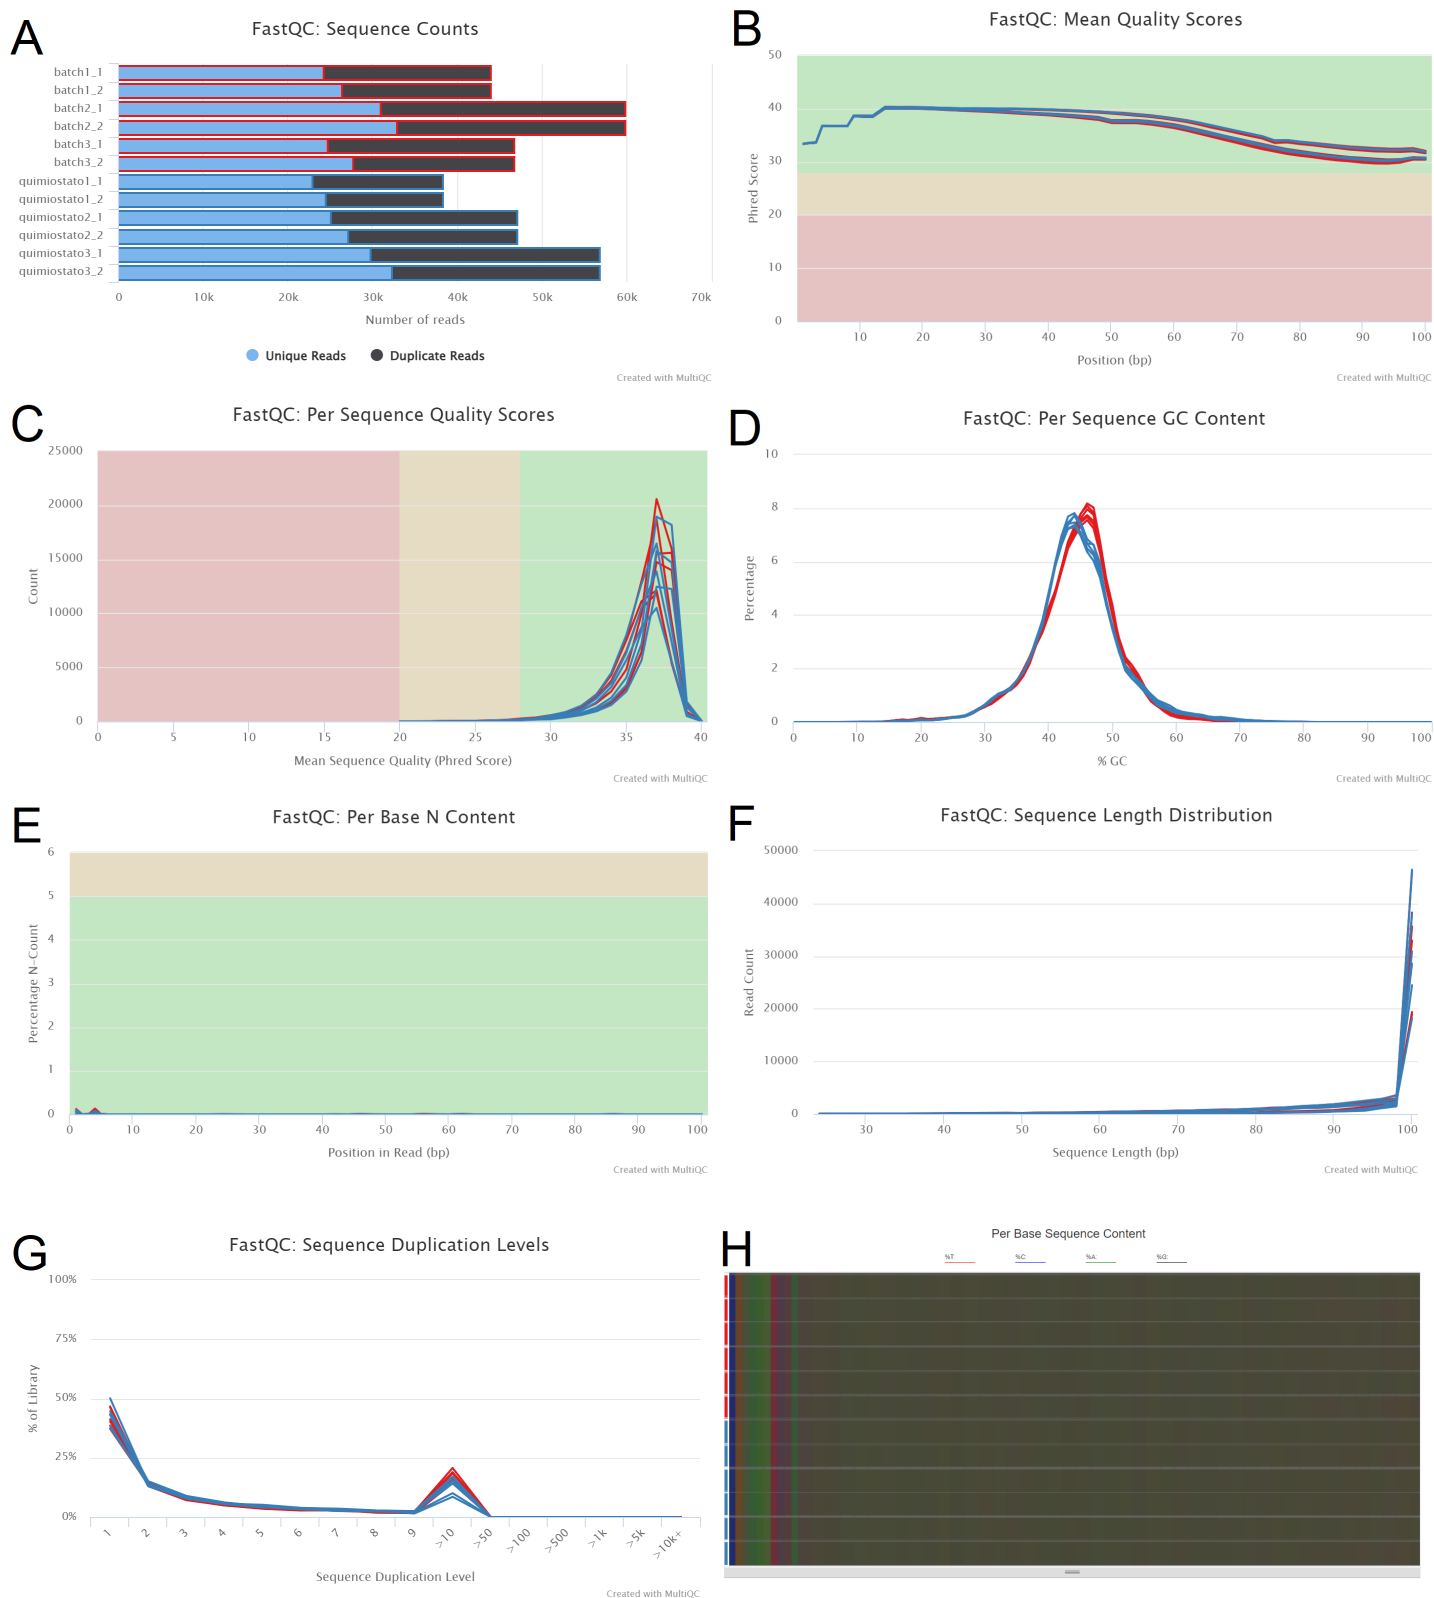 A
FastQC: Sequence Counts
batch1_1
batch1_2
batch2_1
batch2_2
batch3_1
batch3_2
quimiostato1_1
quimiostato1_2
quimiostato2_1
quimiostato2_2
quimiostato3_1
quimiostato3_2
0 10k 20k 30k 40k 50k 60k 70k
Number of reads
Unique Reads Duplicate Reads
Created with MultiQC
B
FastQC: Mean Quality Scores
Phred Score
50
40
30
20
10
0
10 20 30 40 50 60 70 80 90 100
Position (bp)
Created with MultiQC
C
FastQC: Per Sequence Quality Scores
Count
25000
20000
15000
10000
5000
0
0 5 10 15 20 25 30 35 40
Mean Sequence Quality (Phred Score)
Created with MultiQC
D
FastQC: Per Sequence GC Content
Percentage
10
8
6
4
2
0
0 10 20 30 40 50 60 70 80 90 100
% GC
Created with MultiQC
E
FastQC: Per Base N Content
Percentage N-Count
6
5
4
3
2
1
0
0 10 20 30 40 50 60 70 80 90 100
Position in Read (bp)
Created with MultiQC
F
FastQC: Sequence Length Distribution
Read Count
50000
40000
30000
20000
10000
0
30 40 50 60 70 80 90 100
Sequence Length (bp)
Created with MultiQC
G
FastQC: Sequence Duplication Levels
% of Library
100%
75%
50%
25%
0%
1 2 3 4 5 6 7 8 9 >10 >50 >100 >500 >1k >5k >10k+
Sequence Duplication Level
Created with MultiQC
H
Per Base Sequence Content
%T: %C: %A: %G: